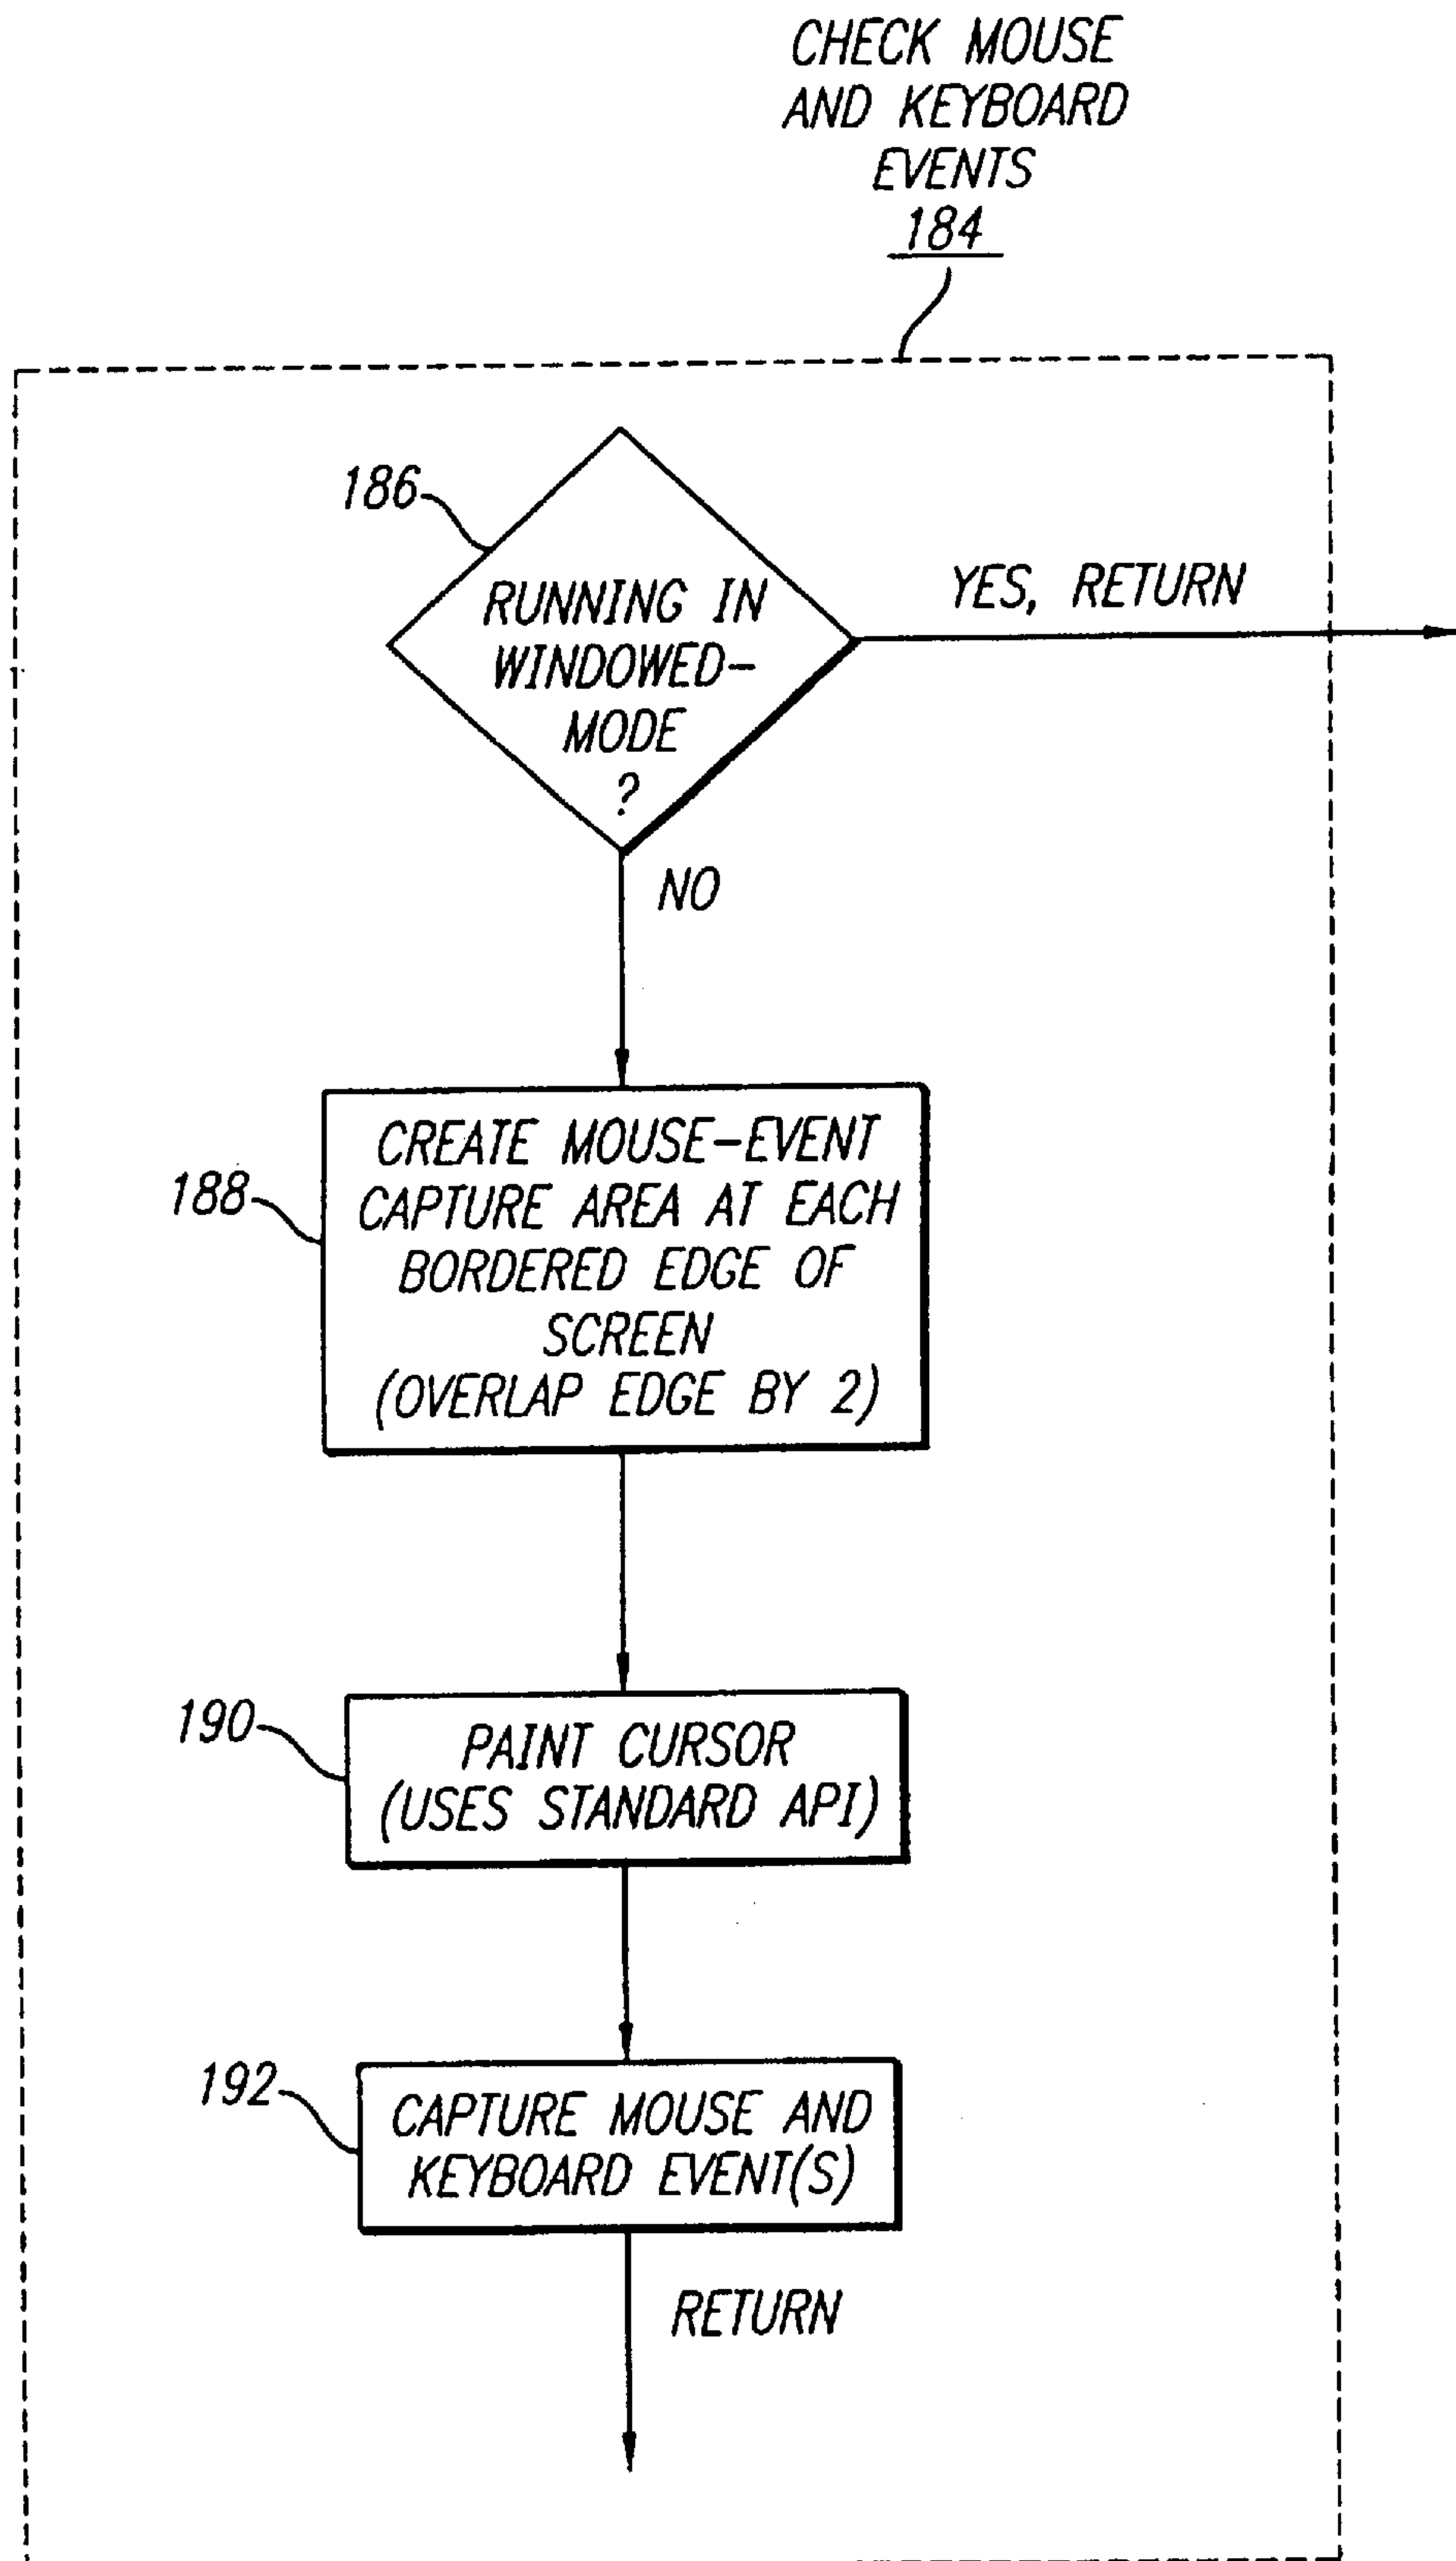 CHECK MOUSE
AND KEYBOARD
EVENTS
184
186
RUNNING IN
WINDOWED-
MODE
?
YES, RETURN
NO
188
CREATE MOUSE-EVENT
CAPTURE AREA AT EACH
BORDERED EDGE OF
SCREEN
(OVERLAP EDGE BY 2)
190
PAINT CURSOR
(USES STANDARD API)
192
CAPTURE MOUSE AND
KEYBOARD EVENT(S)
RETURN